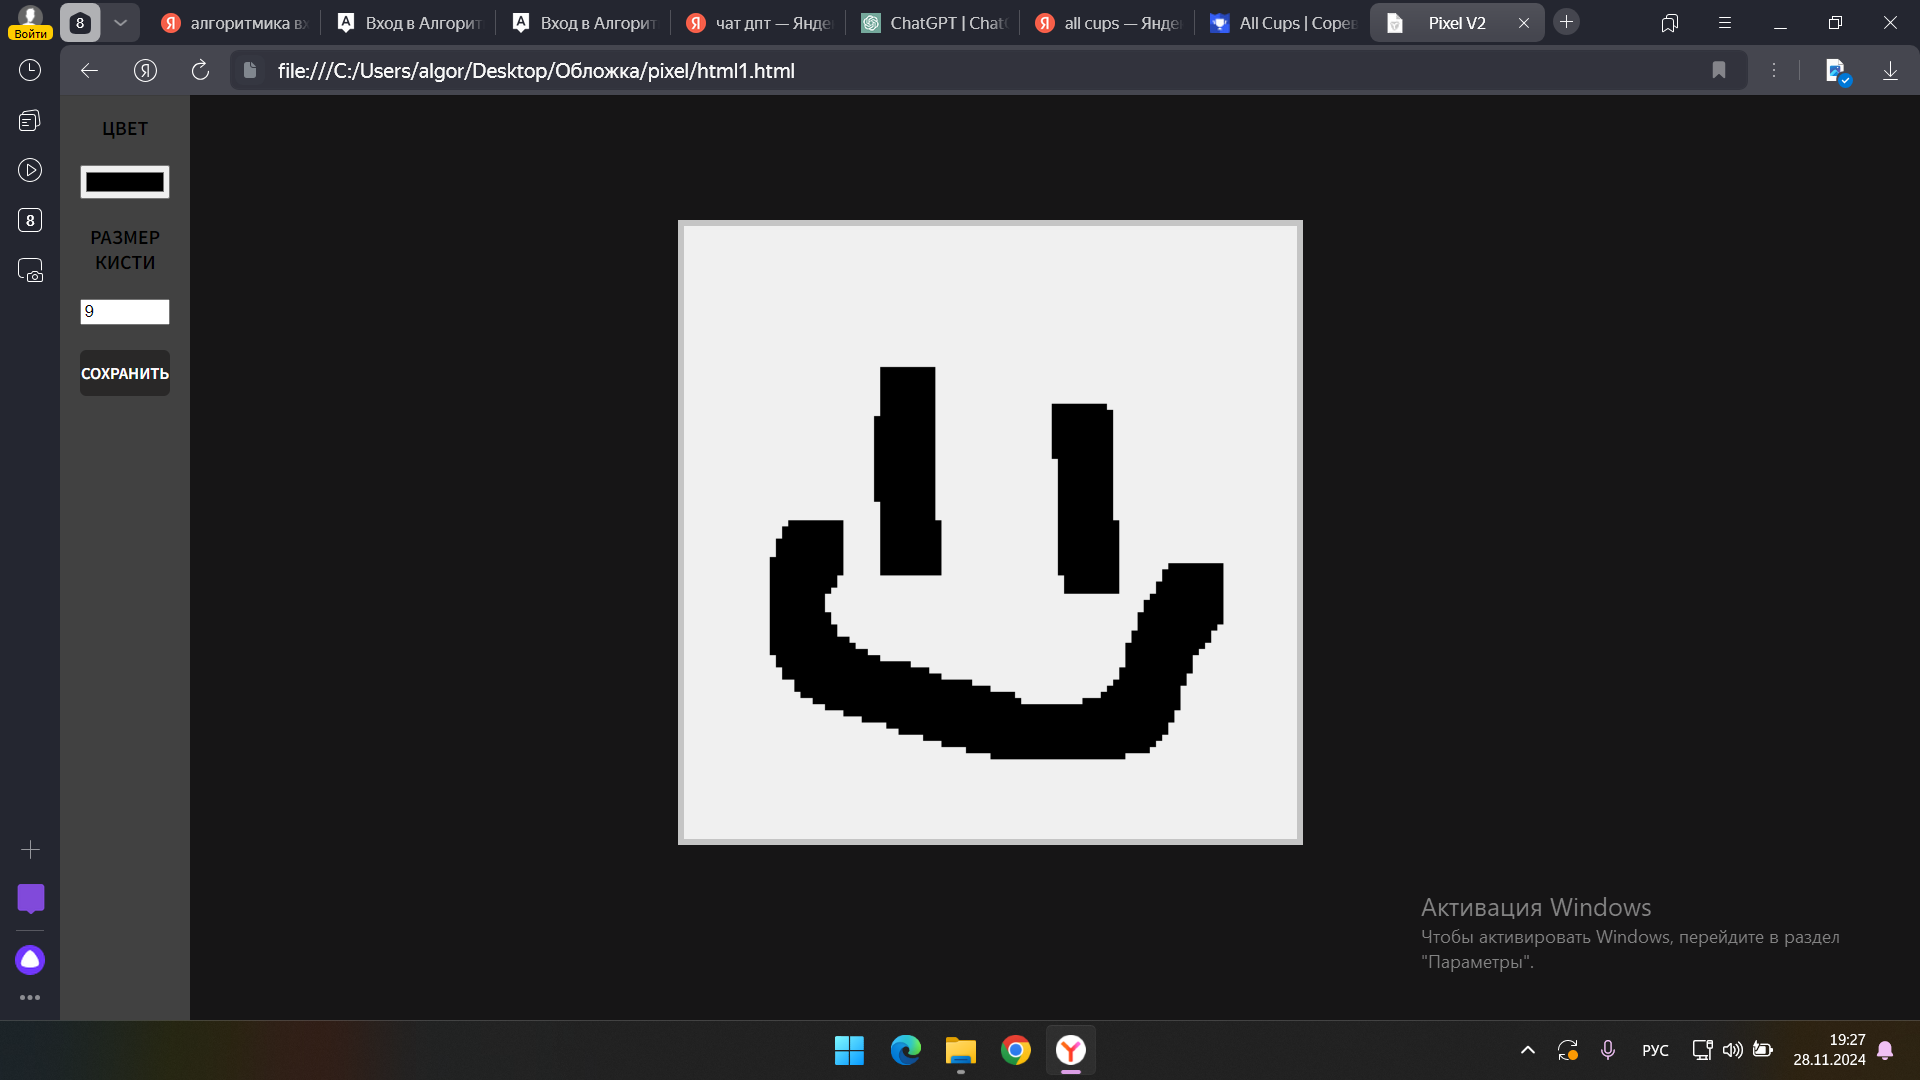 Войти
8
алгоритмика в
Вход в Алгорит
Вход в Алгорит
чат дпт — Янде
ChatGPT | Chat
all cups — Янде
All Cups | Сорев
Pixel V2
file:///C:/Users/algor/Desktop/Обложка/pixel/html1.html
8
ЦВЕТ
РАЗМЕР
КИСТИ
9
СОХРАНИТЬ
Активация Windows
Чтобы активировать Windows, перейдите в раздел
"Параметры".
РУС
19:27
28.11.2024